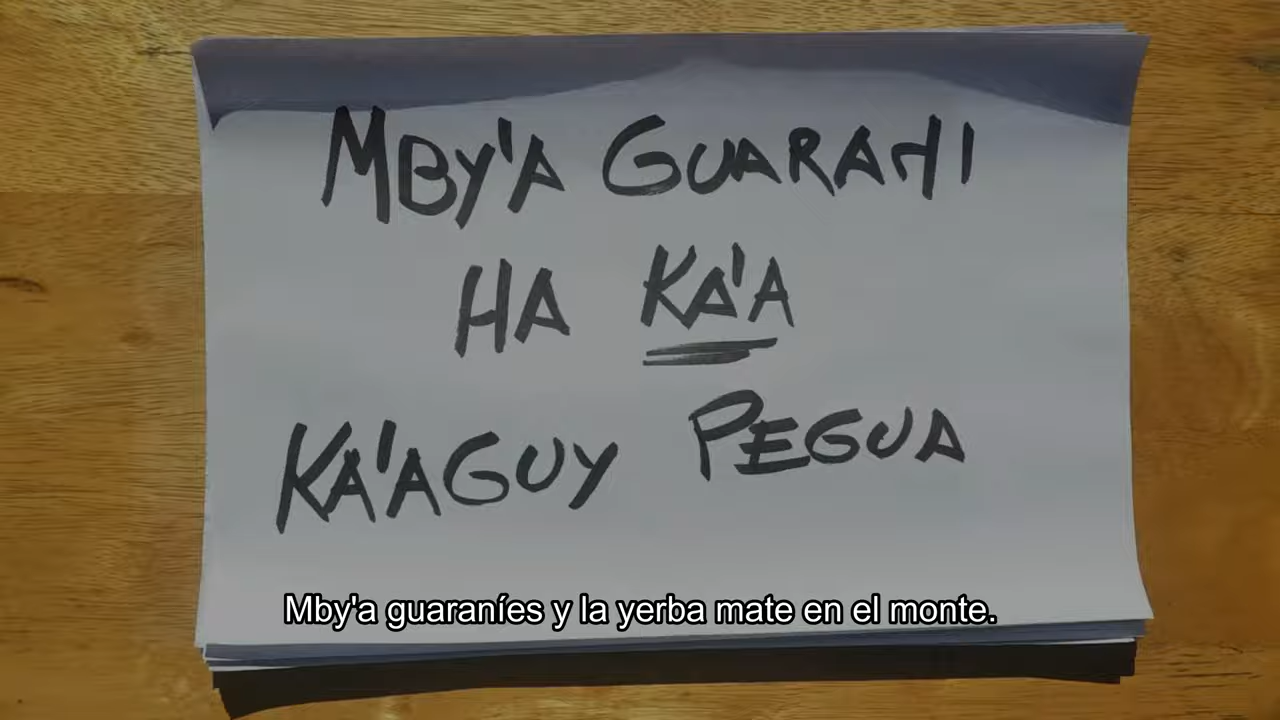 MBY'A GUARANI
HA KA'A
KA'AGUY PEGUA
Mby'a guaraníes y la yerba mate en el monte.